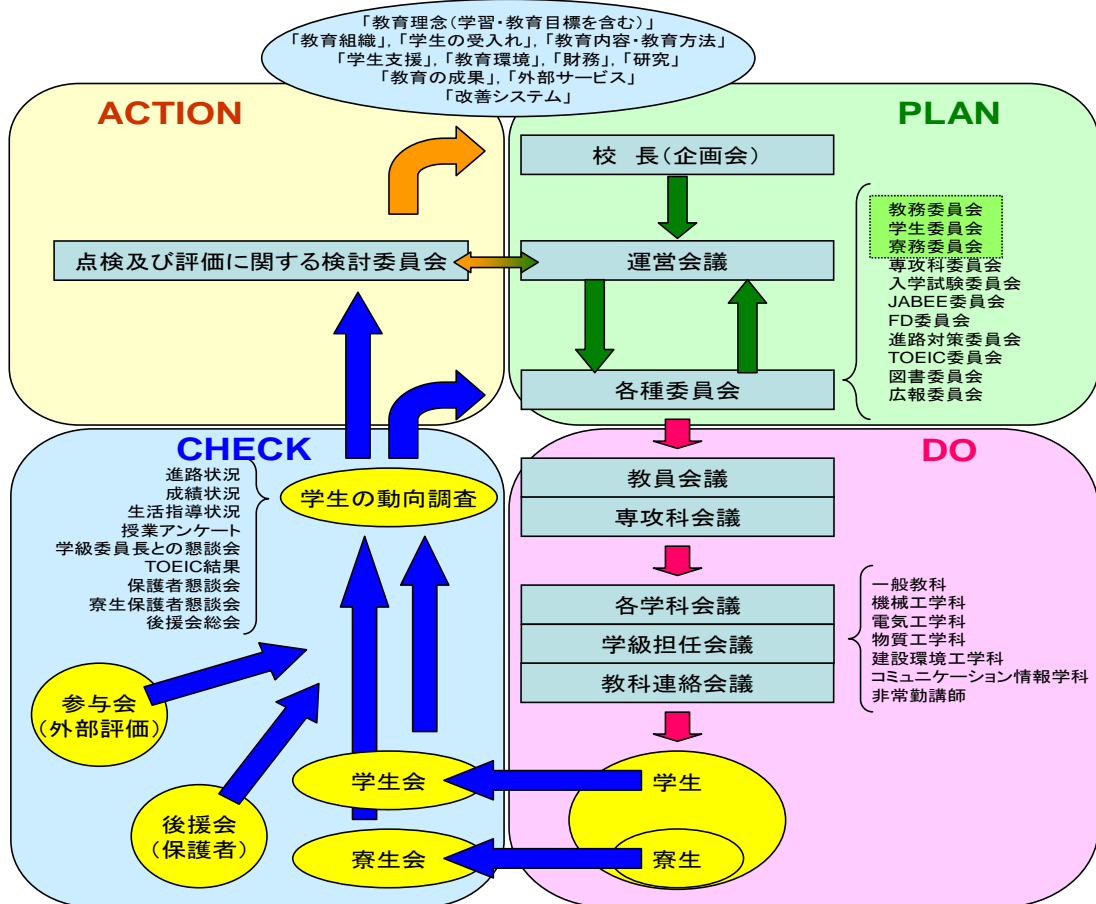 「教育理念(学習・教育目標を含む)」
「教育組織」, 「学生の受入れ」, 「教育内容・教育方法」
「学生支援」, 「教育環境」, 「財務」, 「研究」
「教育の成果」, 「外部サービス」
「改善システム」
ACTION
PLAN
校 長(企画会)
点検及び評価に関する検討委員会
運営会議
各種委員会
教務委員会
学生委員会
寮務委員会
専攻科委員会
入学試験委員会
JABEE委員会
FD委員会
進路対策委員会
TOEIC委員会
図書委員会
広報委員会
CHECK
進路状況
成績状況
生活指導状況
授業アンケート
学級委員長との懇談会
TOEIC結果
保護者懇談会
寮生保護者懇談会
後援会総会
学生の動向調査
参与会
(外部評価)
後援会
(保護者)
学生会
寮生会
DO
教員会議
専攻科会議
各学科会議
学級担任会議
教科連絡会議
一般教科
機械工学科
電気工学科
物質工学科
建設環境工学科
コミュニケーション情報学科
非常勤講師
学生
寮生